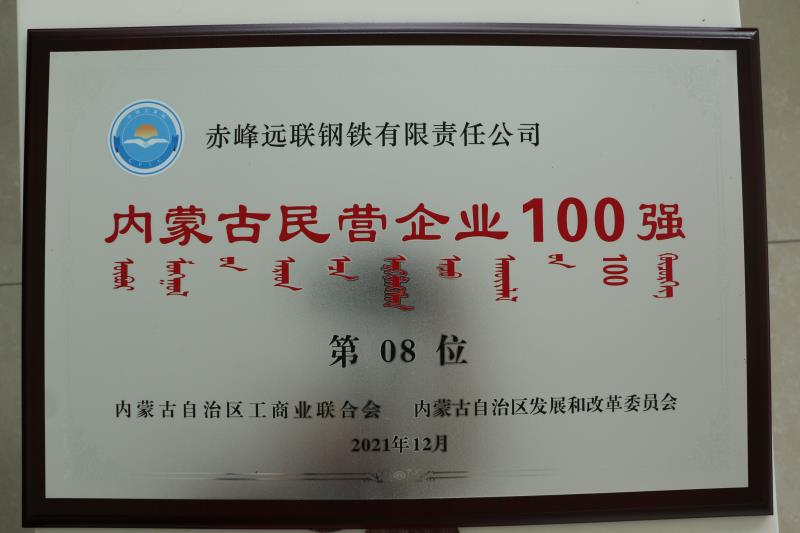 赤峰远联钢铁有限责任公司
内蒙古民营企业100强
100
第 08 位
内蒙古自治区工商业联合会 内蒙古自治区发展和改革委员会
2021年12月